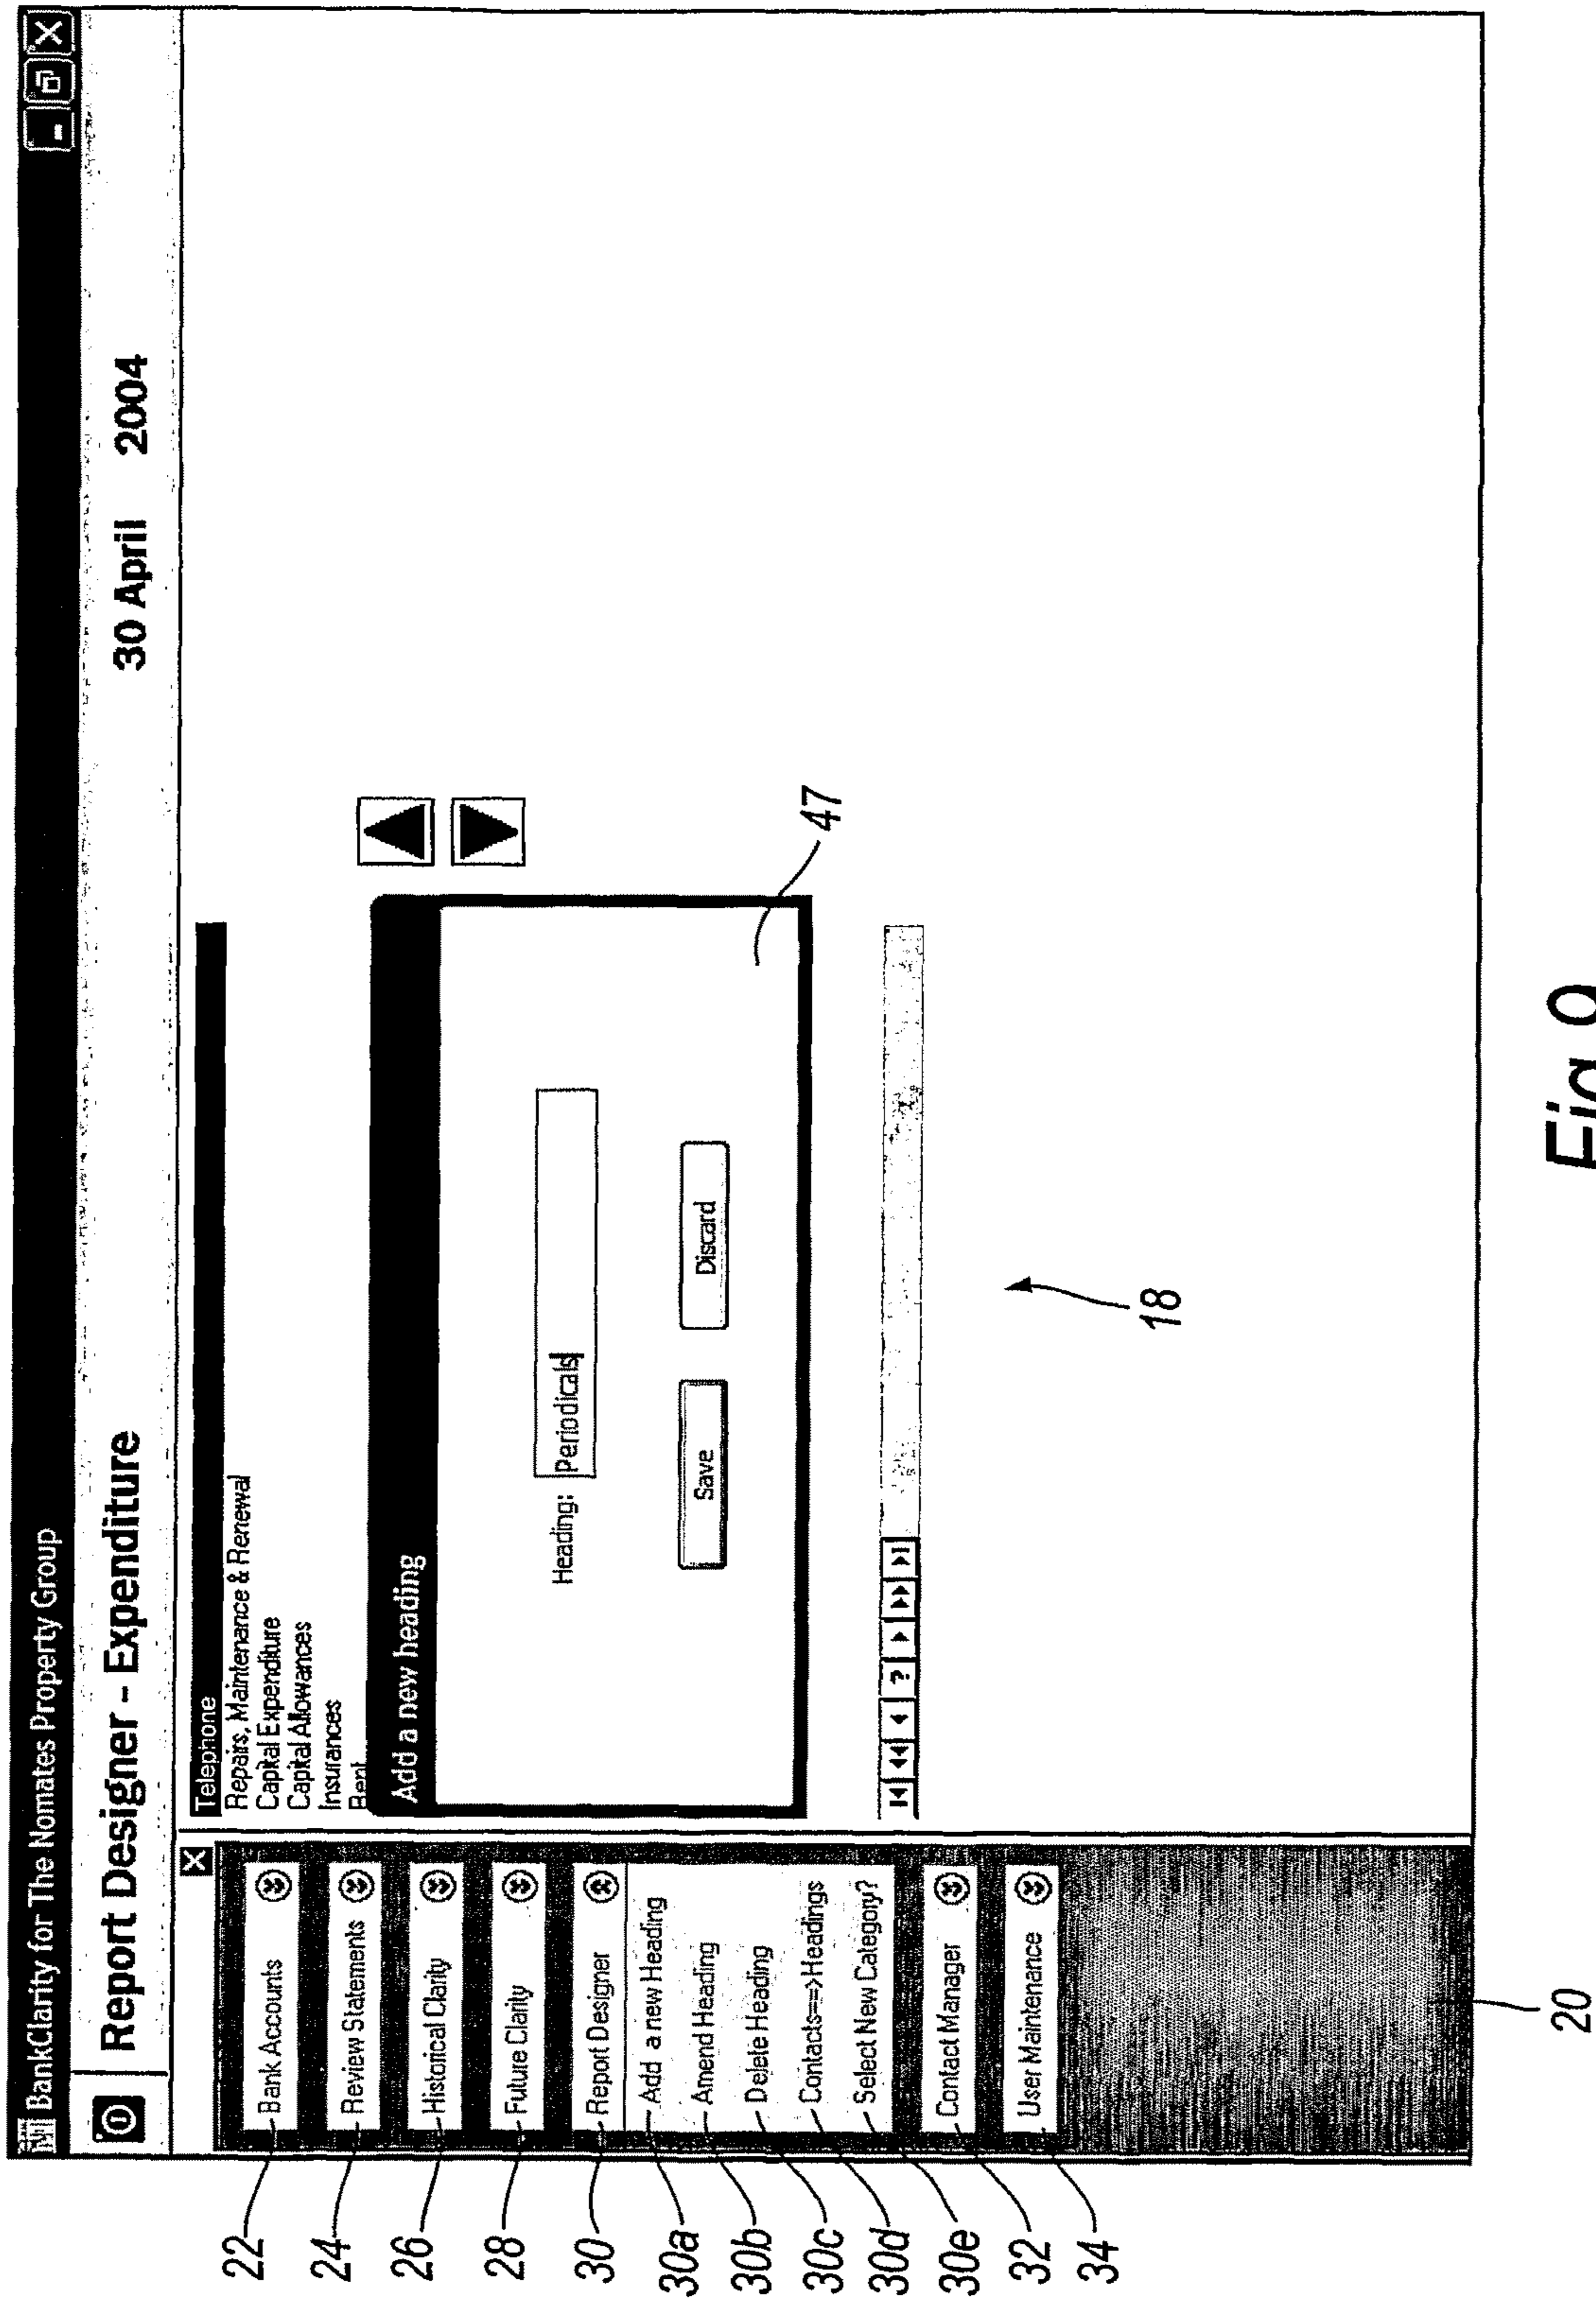 BankClarity for The Nomates Property Group
Report Designer - Expenditure 30 April 2004
22 Bank Accounts
24 Review Statements
26 Historical Clarity
28 Future Clarity
30 Report Designer
30a Add a new Heading
30b Amend Heading
30c Delete Heading
30d Contacts==>Headings
30e Select New Category?
32 Contact Manager
34 User Maintenance
20
Telephone
Repairs, Maintenance & Renewal
Capital Expenditure
Capital Allowances
Insurances
Rent
Add a new heading
Heading: Periodicals
Save Discard
47
?
18
Fig.9